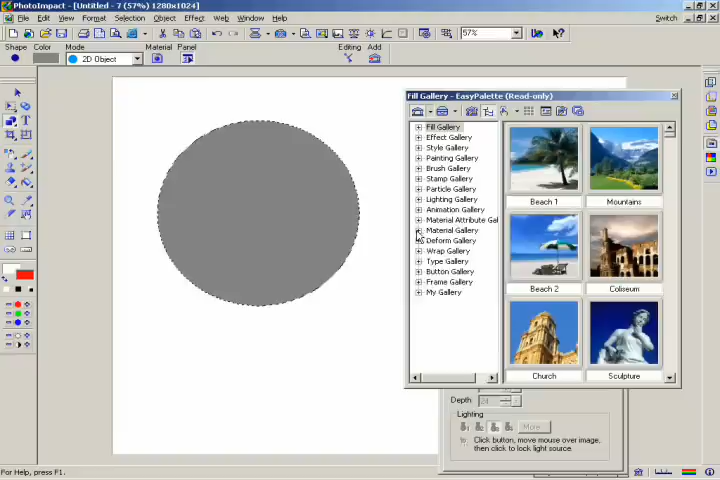 PhotoImpact - [Untitled - 7 (57%) 1280x1024]
File Edit View Format Selection Object Effect Web Window Help Switch
57%
Shape Color Mode Material Panel Editing Add
2D Object
Fill Gallery - EasyPalette (Read-only)
Fill Gallery
Effect Gallery
Style Gallery
Painting Gallery
Brush Gallery
Stamp Gallery
Particle Gallery
Lighting Gallery
Animation Gallery
Material Attribute Gal
Material Gallery
Deform Gallery
Wrap Gallery
Type Gallery
Button Gallery
Frame Gallery
My Gallery
Beach 1 Mountains
Beach 2 Coliseum
Church Sculpture
Depth: 24
Lighting
More...
Click button, move mouse over image,
then click to lock light source.
For Help, press F1.